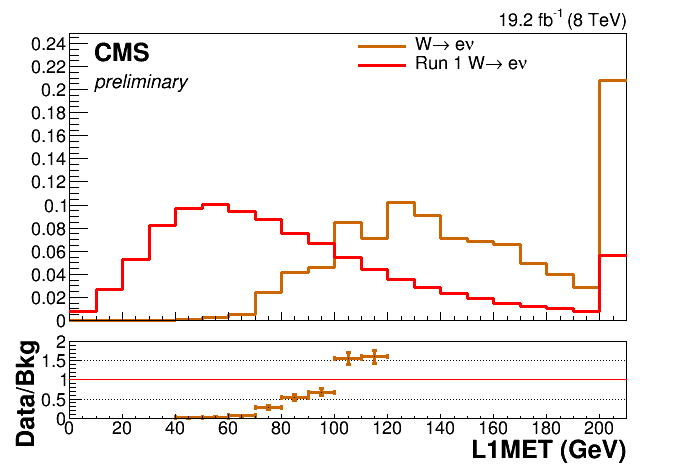 19.2 fb⁻¹ (8 TeV)
CMS
preliminary
W→ eν
Run 1 W→ eν
0.24
0.22
0.2
0.18
0.16
0.14
0.12
0.1
0.08
0.06
0.04
0.02
0
Data/Bkg
2
1.5
1
0.5
0
0 20 40 60 80 100 120 140 160 180 200
L1MET (GeV)